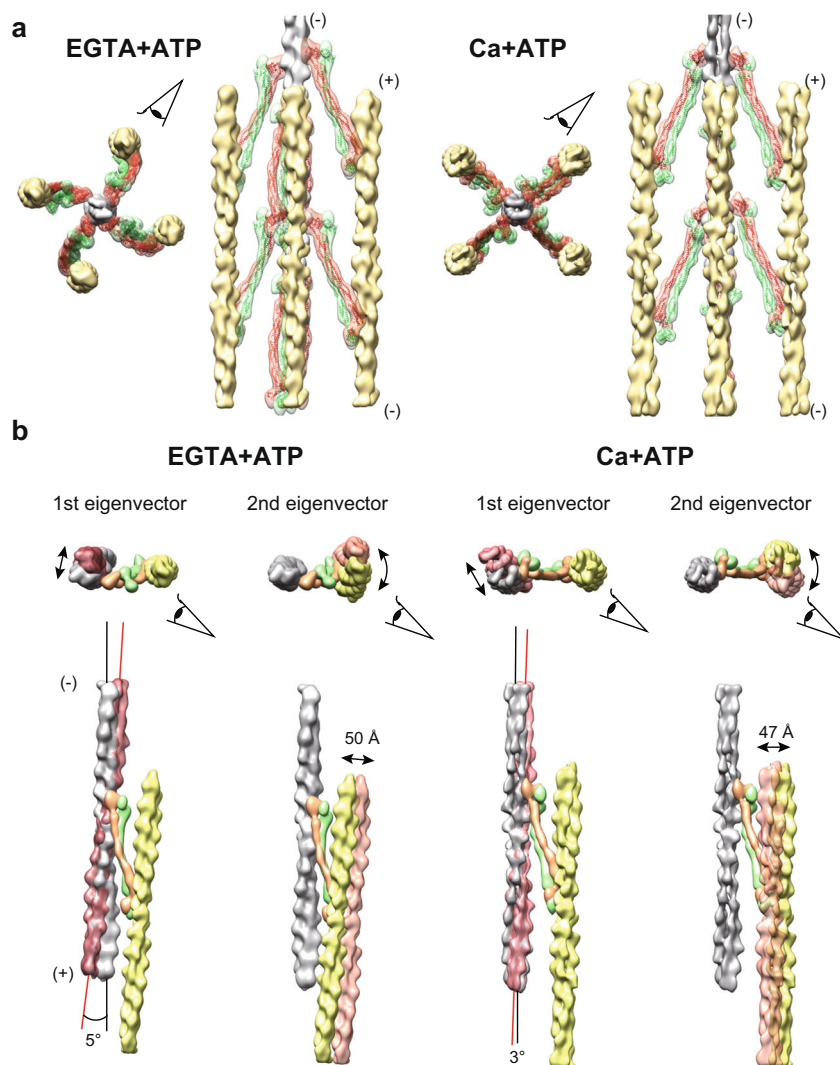 a
EGTA+ATP
(-)
(+)
(-)
Ca+ATP
(-)
(+)
(-)
b
EGTA+ATP
Ca+ATP
1st eigenvector
2nd eigenvector
1st eigenvector
2nd eigenvector
(-)
50 Å
47 Å
(+)
5°
3°